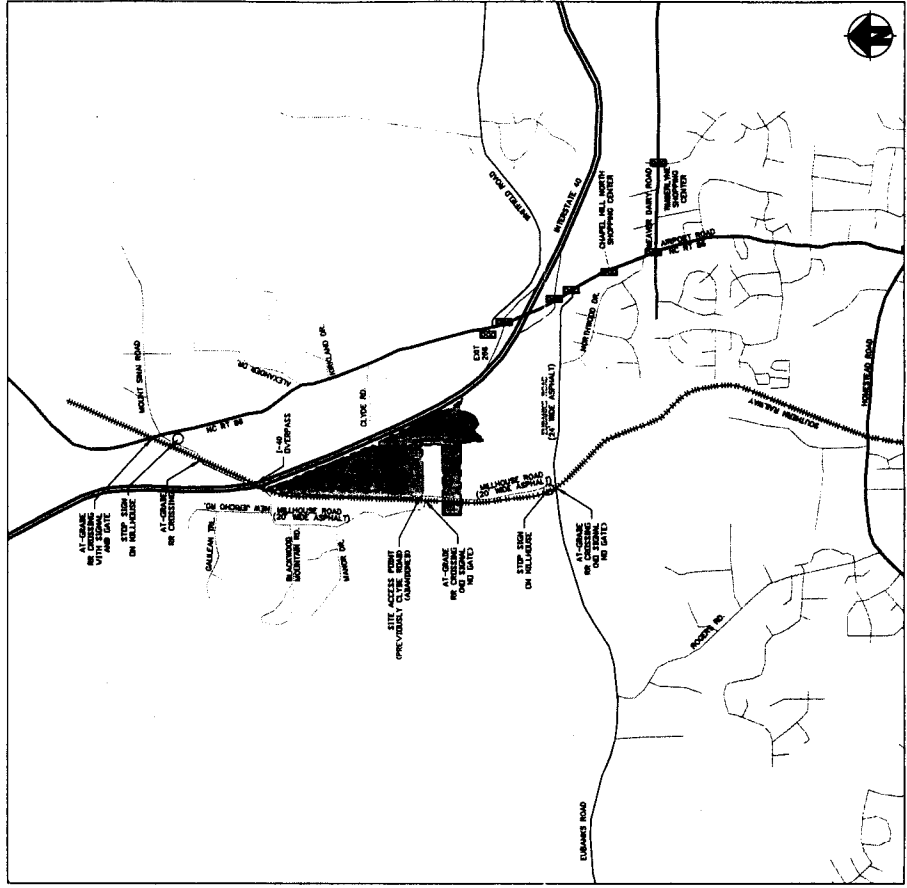 N
WHITFIELD ROAD
INTERSTATE 40
CHAPEL HILL NORTH
SHOPPING CENTER
WEAVER DAIRY ROAD
TIMBERLYNE
SHOPPING
CENTER
AIRPORT ROAD
NC RT 86
MOUNT SINAI ROAD
ALEXANDER DR.
KIRKLAND DR.
CLYDE RD.
EXIT
266
NORTHWOOD DR.
EUBANKS ROAD
(24' WIDE ASPHALT)
HOMESTEAD ROAD
SOUTHERN RAILWAY
NC RT 86
I-40
OVERPASS
AT-GRADE
RR CROSSING
WITH SIGNAL
AND GATE
STOP SIGN
ON MILLHOUSE
AT-GRADE
RR CROSSING
NEW JERICHO RD.
MILLHOUSE ROAD
(20' WIDE ASPHALT)
GAULEAN TRL.
BLACKWOOD
MOUNTAIN RD.
MANOR DR.
SITE ACCESS POINT
(PREVIOUSLY CLYDE ROAD)
(ABANDONED)
AT-GRADE
RR CROSSING
(NO SIGNAL
NO GATE)
MILLHOUSE ROAD
(20' WIDE ASPHALT)
STOP SIGN
ON MILLHOUSE
AT-GRADE
RR CROSSING
(NO SIGNAL
NO GATE)
ROGERS RD.
EUBANKS ROAD